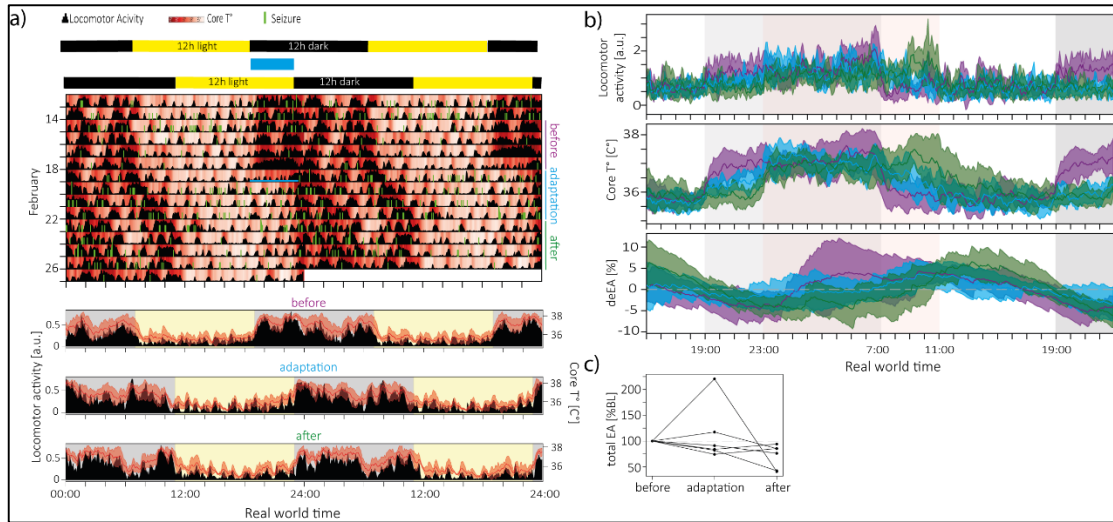 a)
Locomotor Acivity
Core T°
Seizure
12h light
12h dark
12h light
12h dark
14
16
18
20
22
24
26
February
before
adaptation
after
before
0.5
0
38
36
adaptation
0.5
0
38
36
after
0.5
0
38
36
Locomotor activity [a.u.]
Core T° [C°]
00:00
12:00
24:00
12:00
24:00
Real world time
b)
Locomotor
activity [a.u.]
2
1
0
Core T° [C°]
38
36
deEA [%]
10
5
0
-5
-10
19:00
23:00
7:00
11:00
19:00
Real world time
c)
total EA [%BL]
200
150
100
50
before
adaptation
after